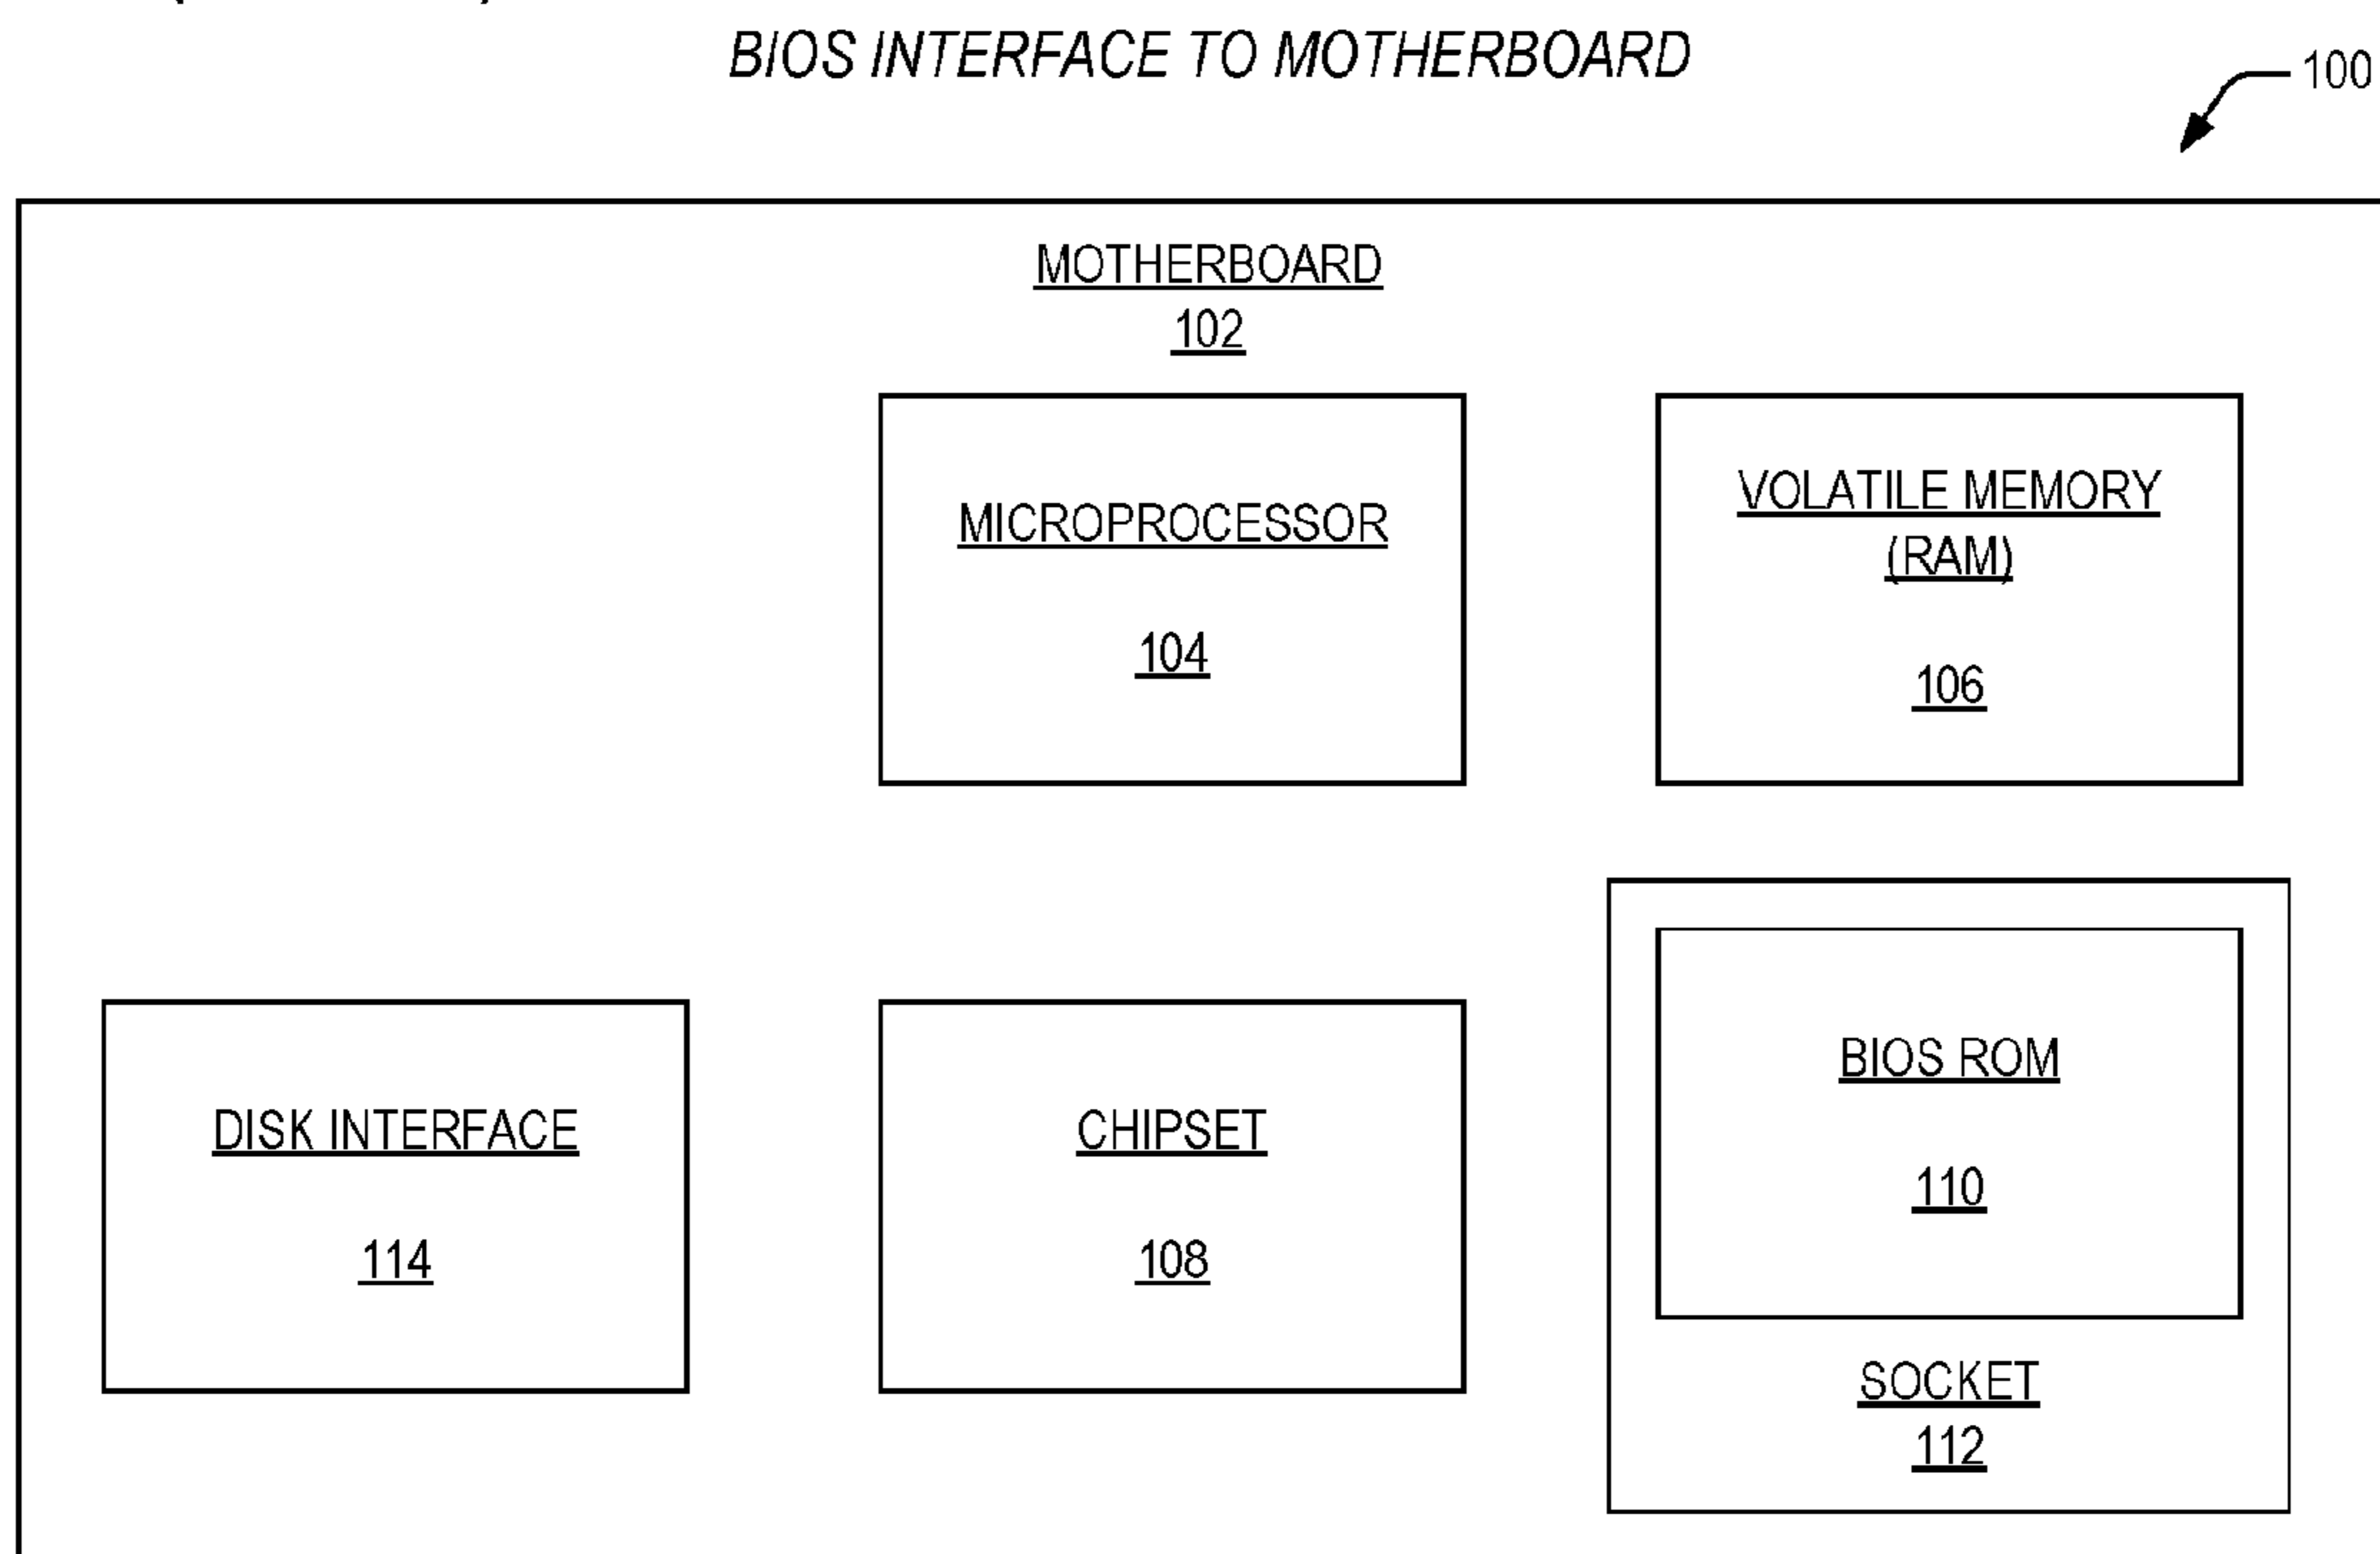 BIOS INTERFACE TO MOTHERBOARD
100
MOTHERBOARD
102
MICROPROCESSOR
104
VOLATILE MEMORY
(RAM)
106
DISK INTERFACE
114
CHIPSET
108
BIOS ROM
110
SOCKET
112